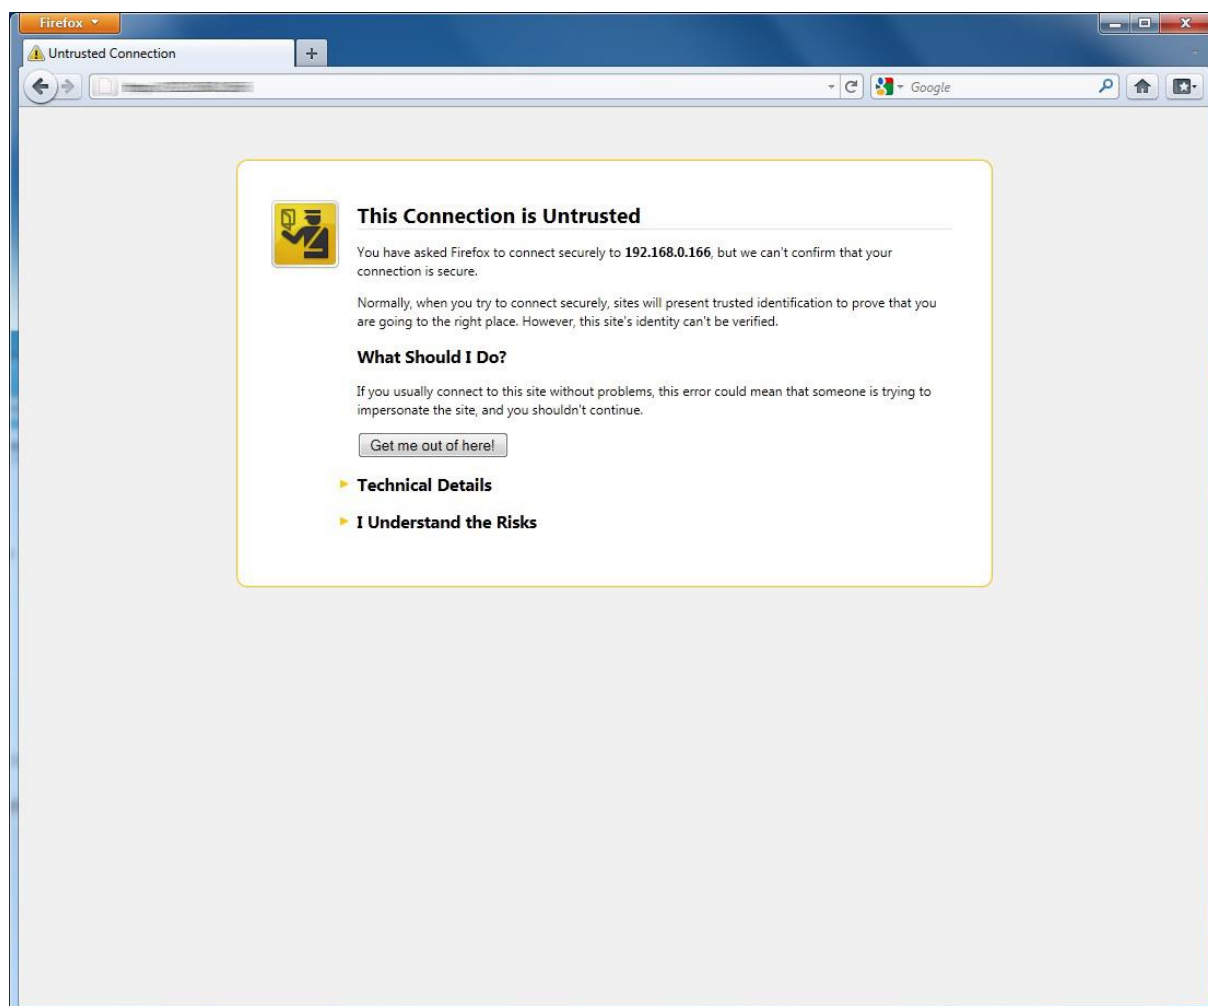 Firefox
Untrusted Connection
Google
This Connection is Untrusted
You have asked Firefox to connect securely to 192.168.0.166, but we can't confirm that your
connection is secure.
Normally, when you try to connect securely, sites will present trusted identification to prove that you
are going to the right place. However, this site's identity can't be verified.
What Should I Do?
If you usually connect to this site without problems, this error could mean that someone is trying to
impersonate the site, and you shouldn't continue.
Get me out of here!
Technical Details
I Understand the Risks